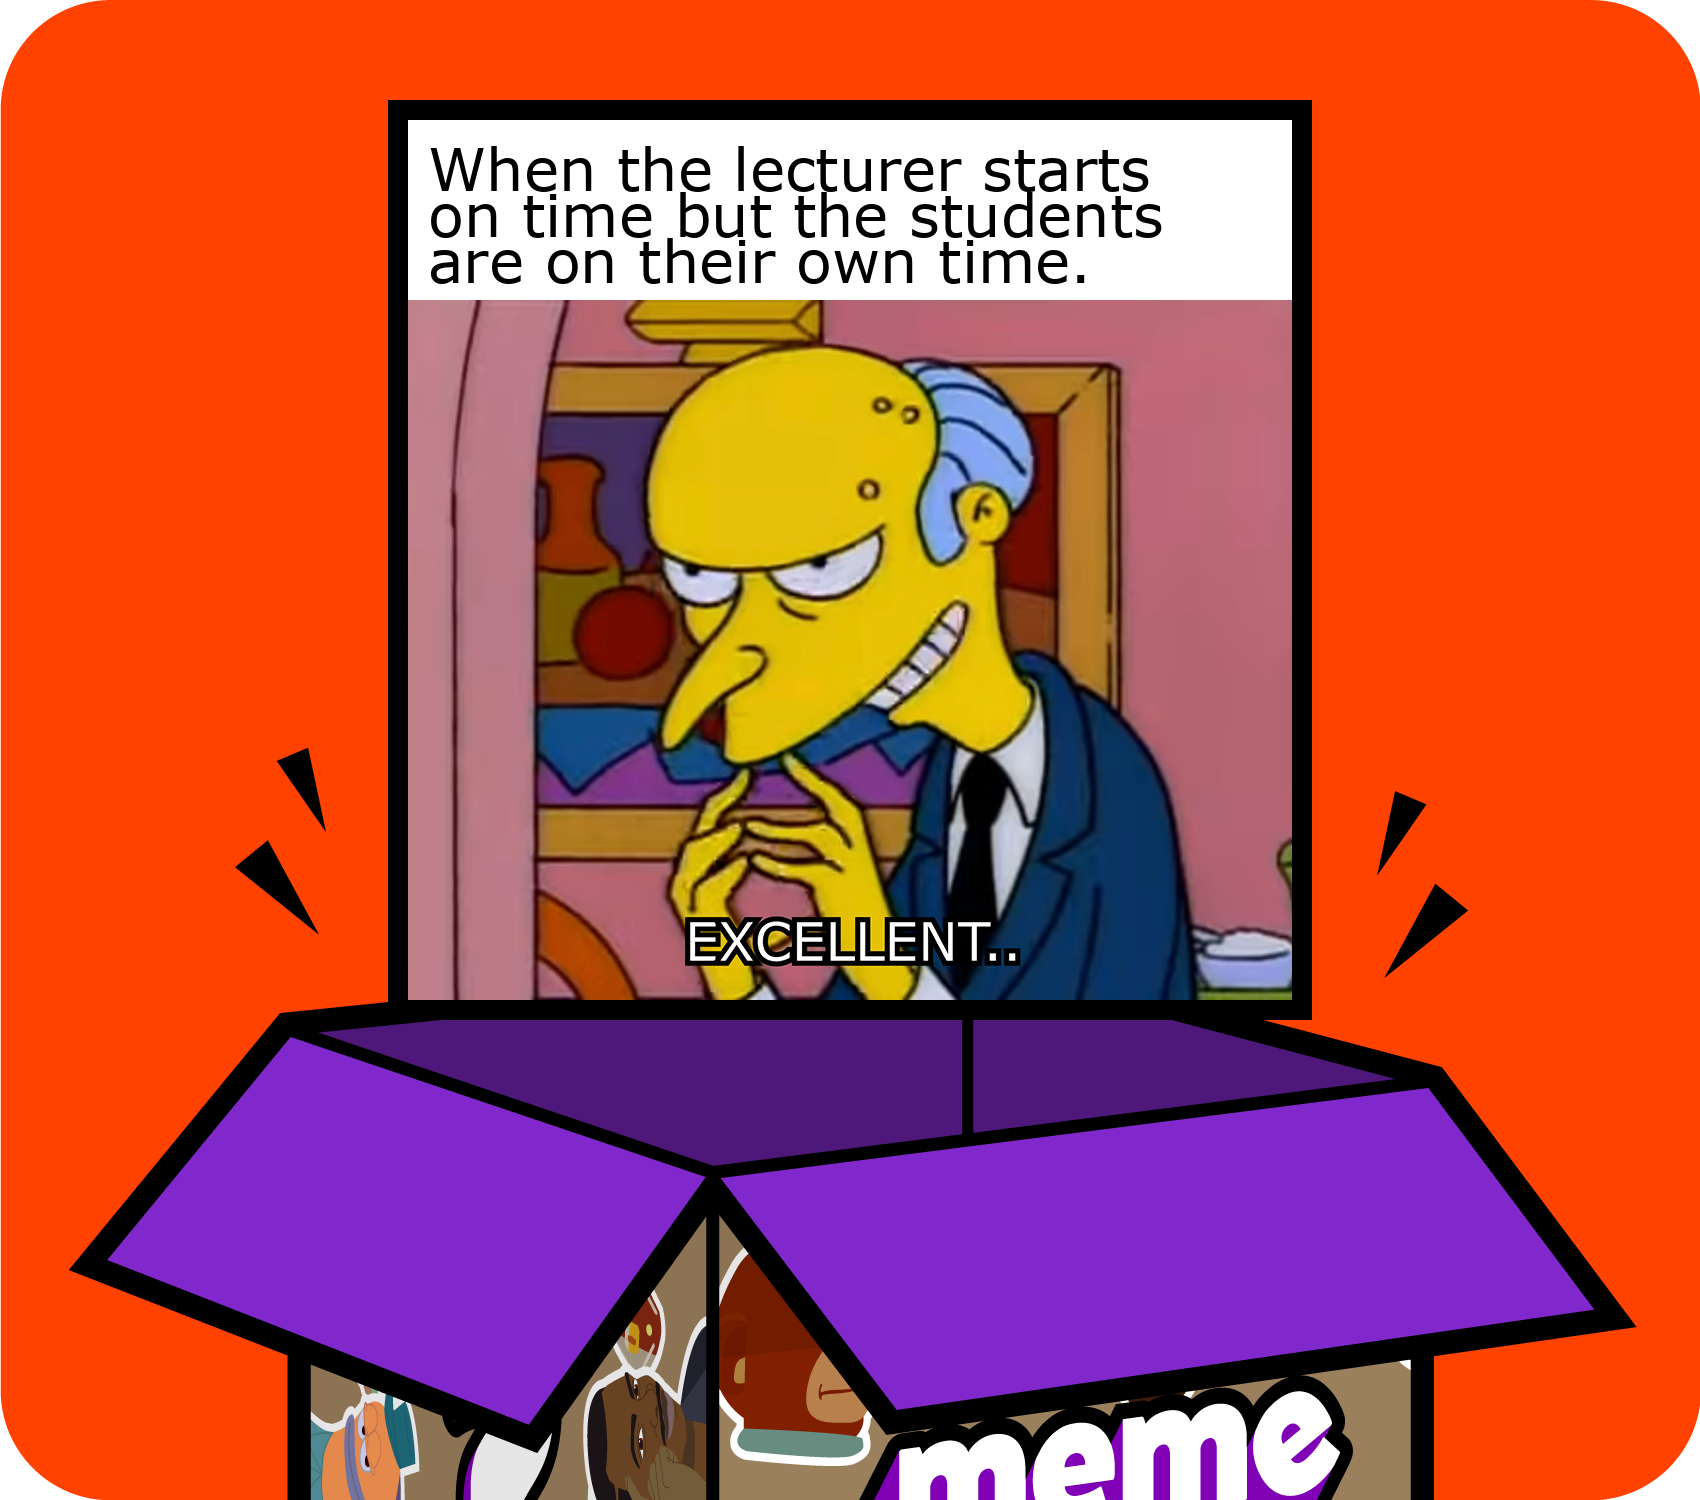 When the lecturer starts
on time but the students
are on their own time.
EXCELLENT..
meme